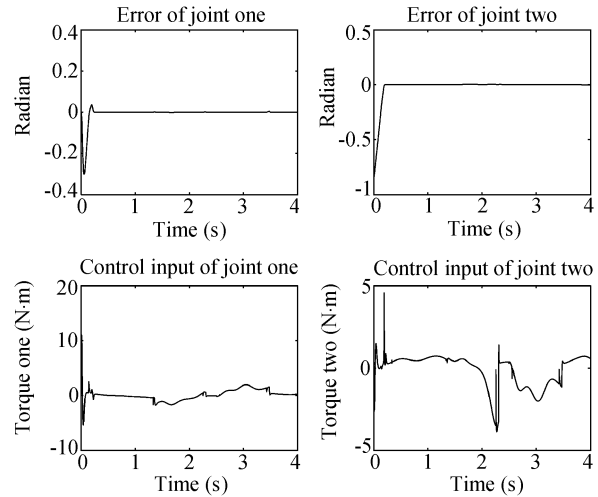 Error of joint one
0.4
0.2
0
-0.2
-0.4
Radian
0 1 2 3 4
Time (s)
Error of joint two
0.5
0
-0.5
-1
Radian
0 1 2 3 4
Time (s)
Control input of joint one
20
10
0
-10
Torque one (N·m)
0 1 2 3 4
Time (s)
Control input of joint two
5
0
-5
Torque two (N·m)
0 1 2 3 4
Time (s)